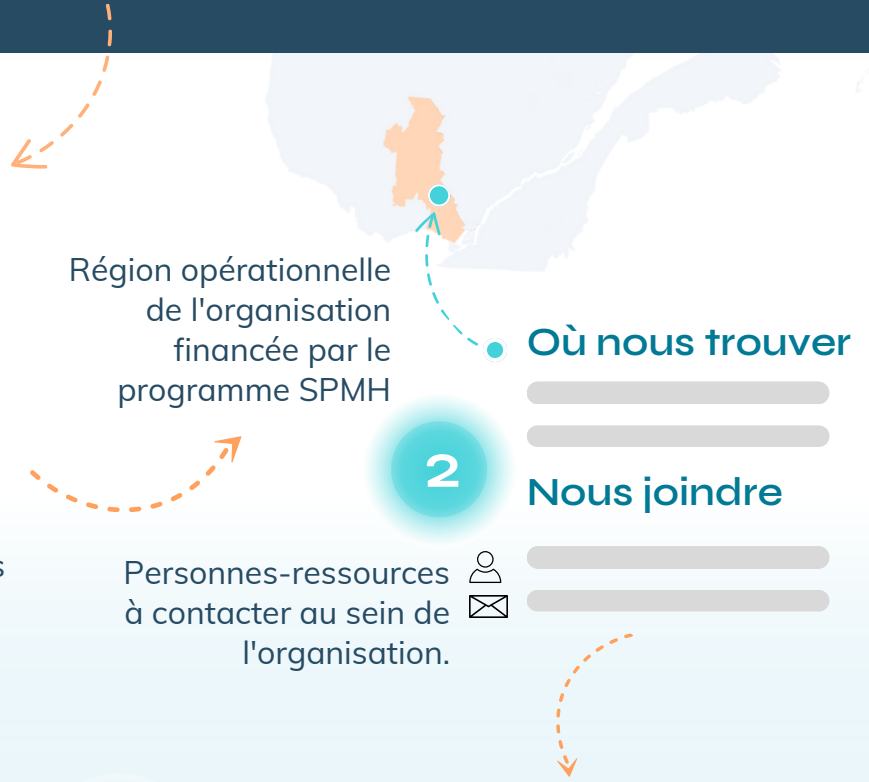 Région opérationnelle
de l'organisation
financée par le
programme SPMH
Où nous trouver
2
Nous joindre
Personnes-ressources
à contacter au sein de
l'organisation.
s